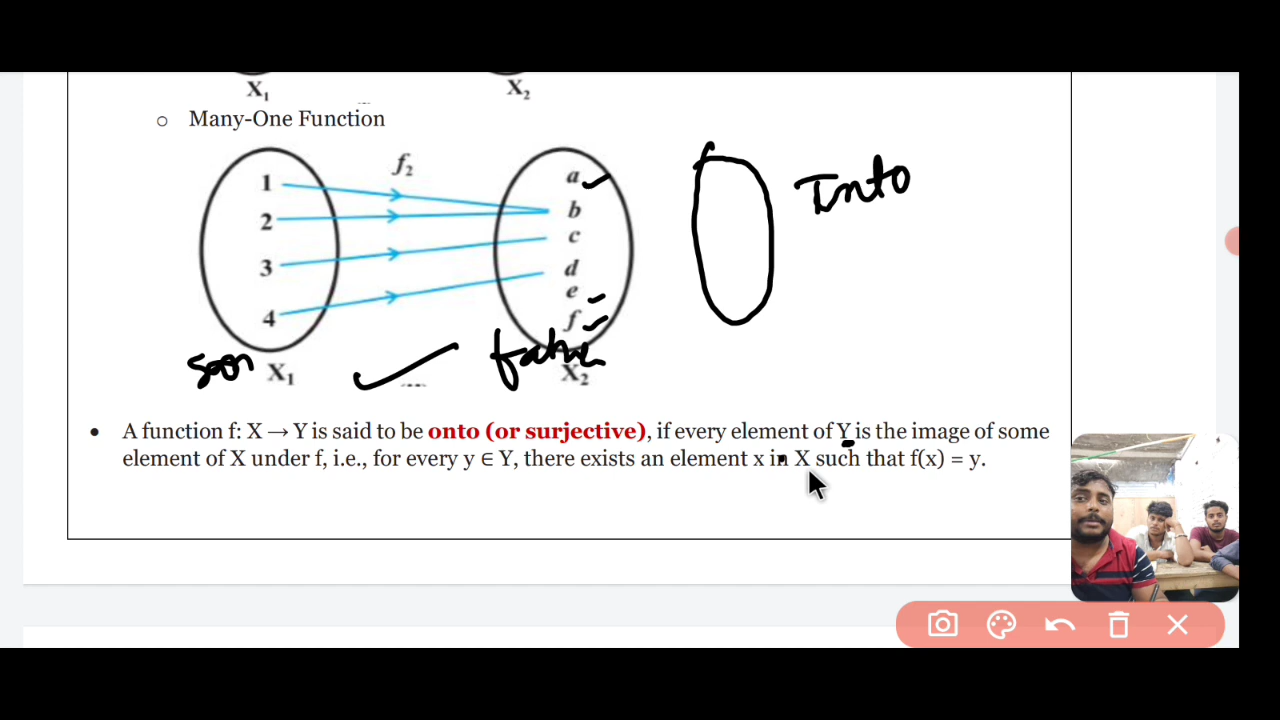 X₁ X₂
o Many-One Function
f₂
1 a
2 b
3 c
4 d
e
f
Into
soon
X₁ X₂
• A function f: X → Y is said to be onto (or surjective), if every element of Y is the image of some
element of X under f, i.e., for every y ∈ Y, there exists an element x in X such that f(x) = y.